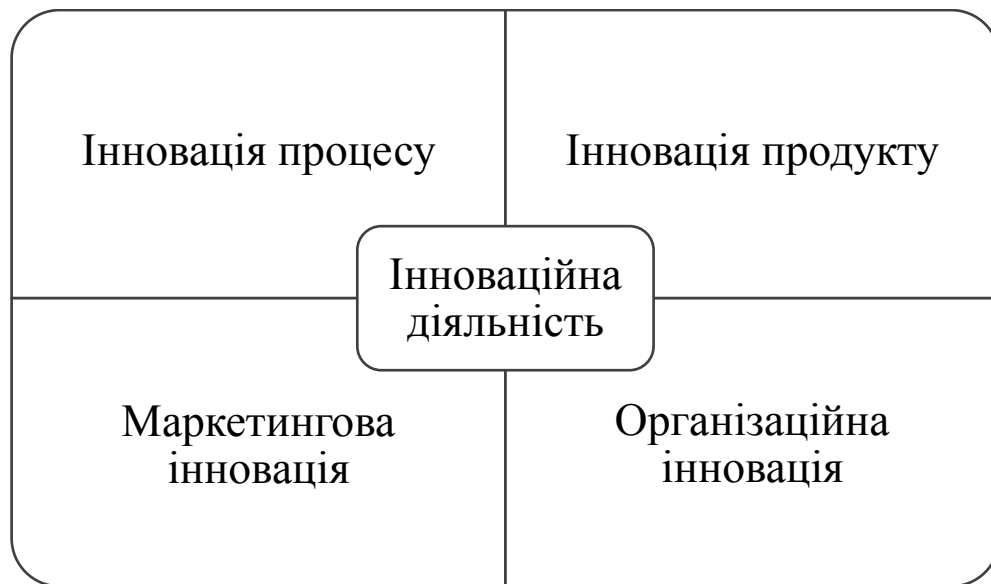 Інновація процесу
Інновація продукту
Інноваційна
діяльність
Маркетингова
інновація
Організаційна
інновація